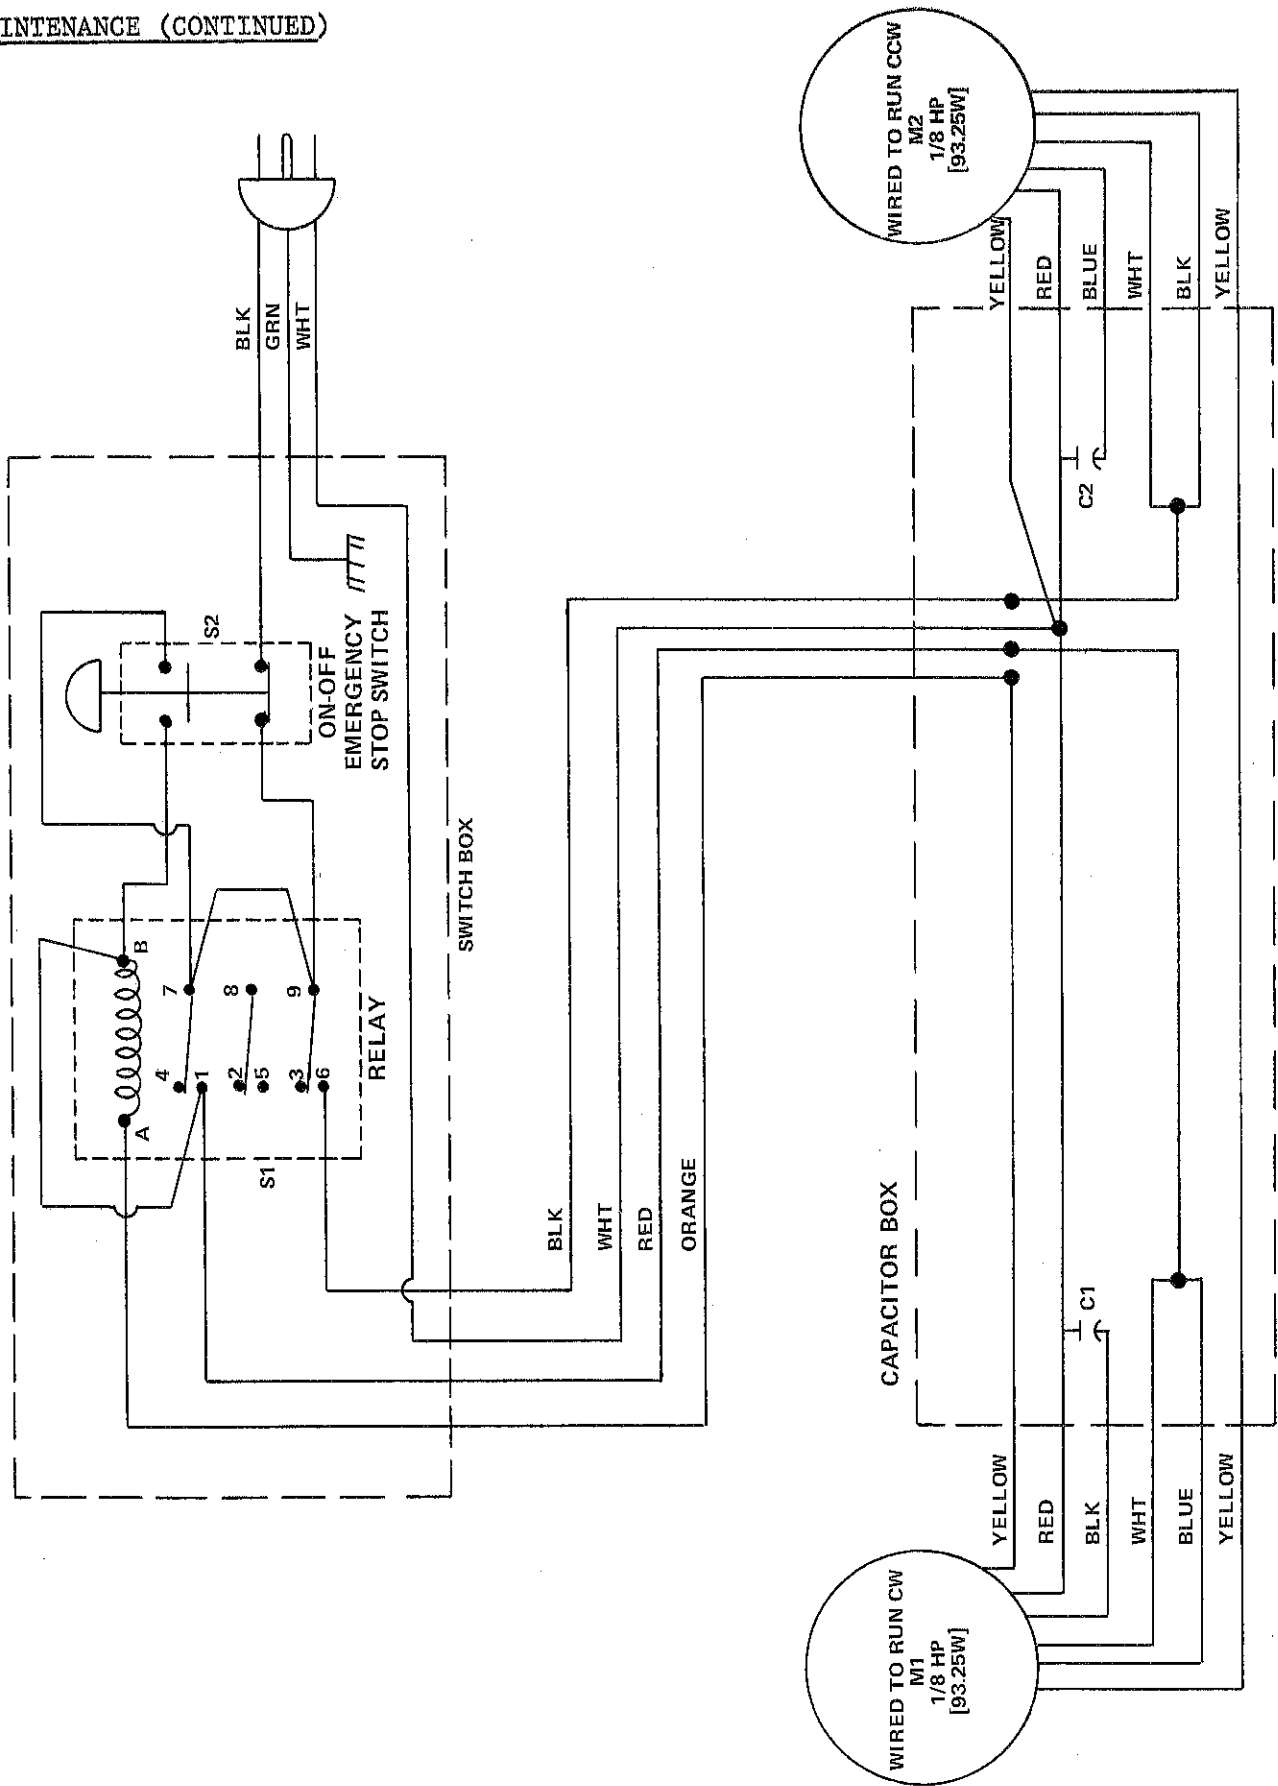 INTENANCE (CONTINUED)
WIRED TO RUN CCW
M2
1/8 HP
[93.25W]
YELLOW
RED
BLUE
WHT
BLK
YELLOW
BLK
GRN
WHT
C2
S2
ON-OFF
EMERGENCY
STOP SWITCH
SWITCH BOX
B
7
8
9
4
1
2
5
3
6
A
RELAY
S1
BLK
WHT
RED
ORANGE
CAPACITOR BOX
C1
YELLOW
RED
BLK
WHT
BLUE
YELLOW
WIRED TO RUN CW
M1
1/8 HP
[93.25W]